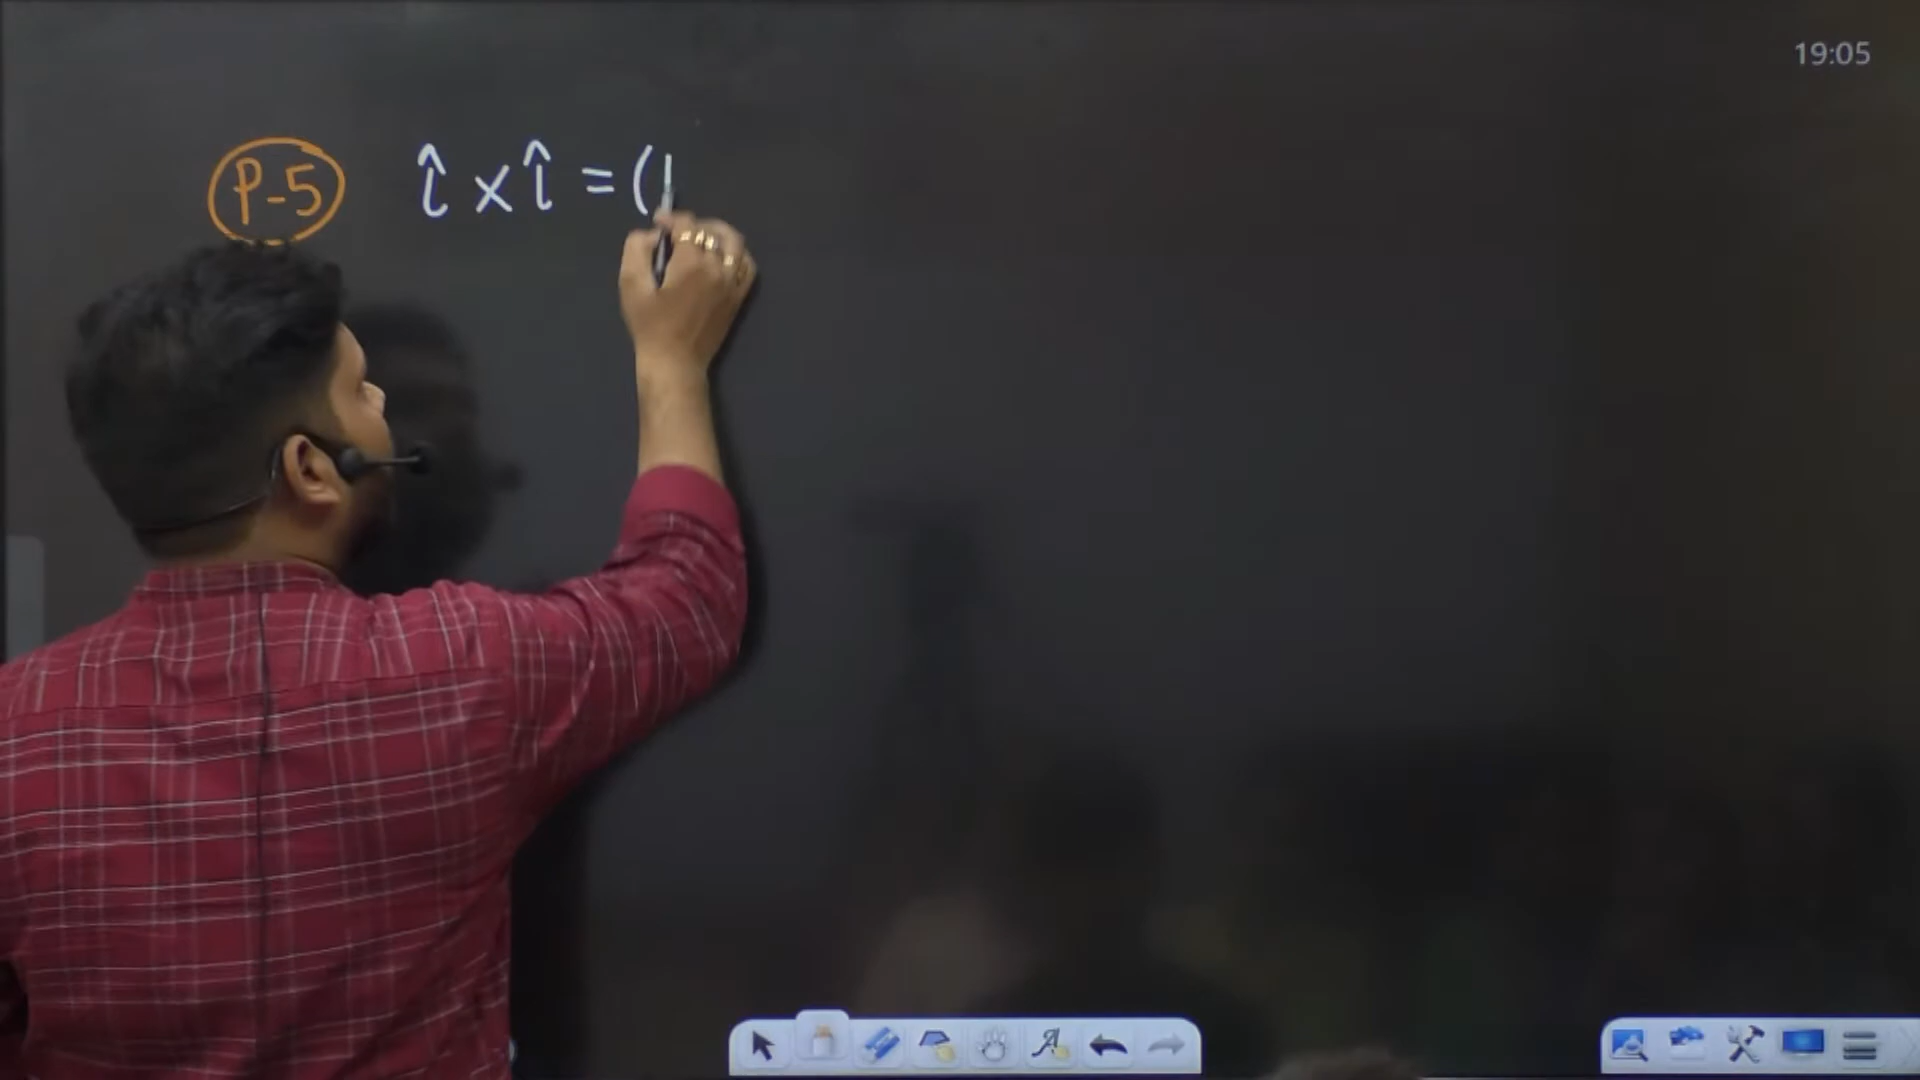 19:05
P-5 î × î = (1